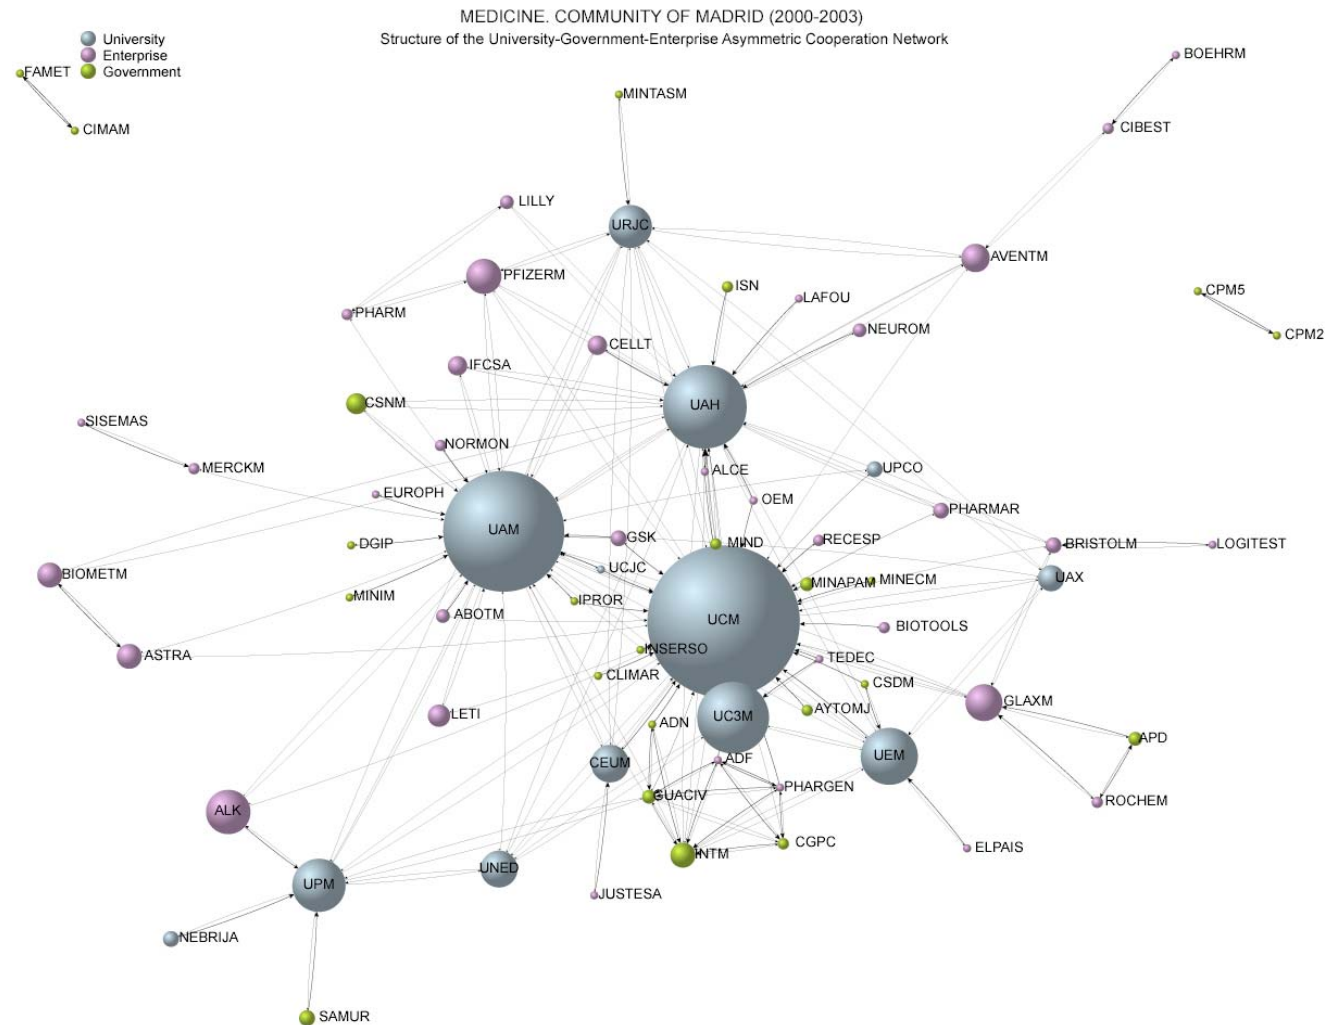 MEDICINE. COMMUNITY OF MADRID (2000-2003)
Structure of the University-Government-Enterprise Asymmetric Cooperation Network
University
Enterprise
Government
FAMET
CIMAM
BOEHRM
CIBEST
MINTASM
LILLY
URJC
AVENTM
PFIZERM
ISN
LAFOU
CPM5
PHARM
NEUROM
CPM2
CELLT
IFCSA
CSNM
UAH
SISEMAS
NORMON
MERCKM
ALCE
UPCO
EUROPH
OEM
PHARMAR
UAM
GSK
MIND
RECESP
DGIP
BRISTOLM
LOGITEST
BIOMETM
UCJC
UAX
MINAPAM
MINECM
MINIM
IPROR
ABOTM
UCM
BIOTOOLS
ASTRA
INSERSO
TEDEC
CLIMAR
CSDM
GLAXM
LETI
UC3M
AYTOMJ
ADN
APD
CEUM
ADF
UEM
PHARGEN
GUACIV
ROCHEM
ALK
CGPC
ELPAIS
INTM
UNED
UPM
JUSTESA
NEBRIJA
SAMUR